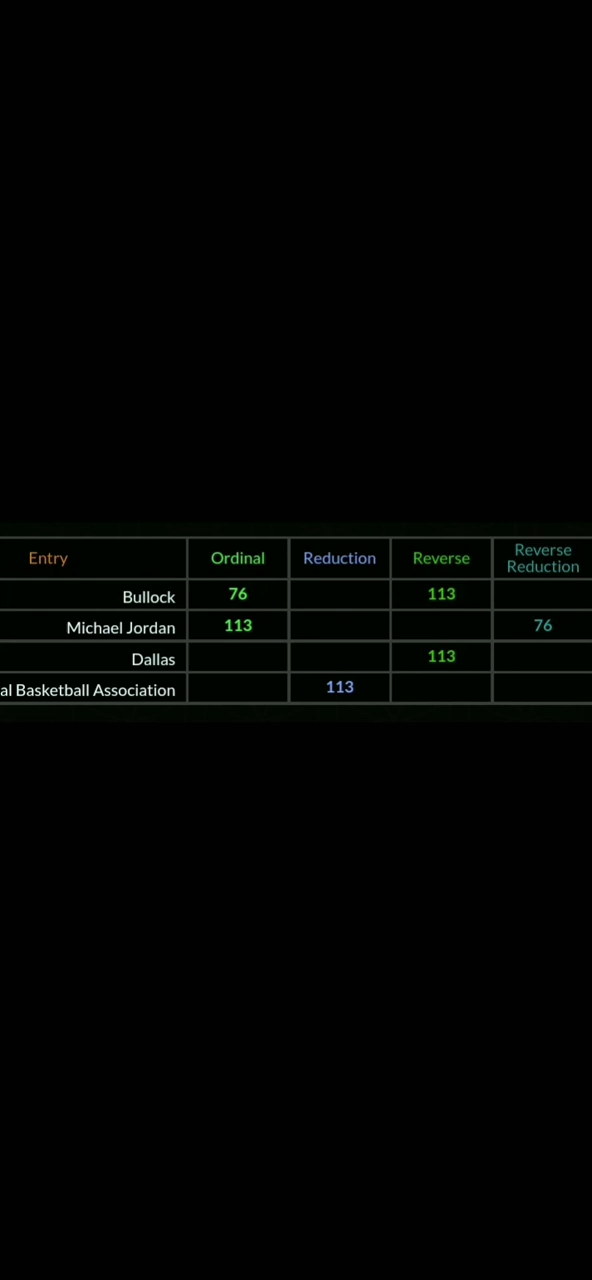 Entry Ordinal Reduction Reverse Reverse Reduction
Bullock 76 113
Michael Jordan 113 76
Dallas 113
al Basketball Association 113